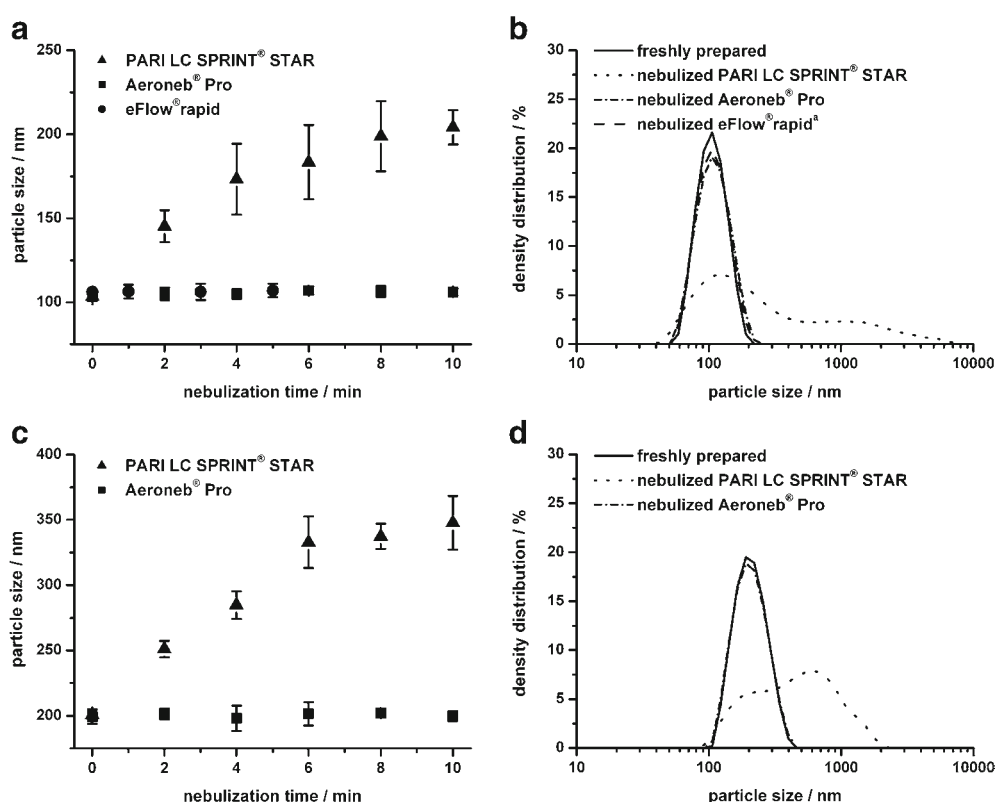 a
250
200
150
100
particle size / nm
PARI LC SPRINT® STAR
Aeroneb® Pro
eFlow®rapid
0 2 4 6 8 10
nebulization time / min
b
30
25
20
15
10
5
0
density distribution / %
freshly prepared
nebulized PARI LC SPRINT® STAR
nebulized Aeroneb® Pro
nebulized eFlow®rapidᵃ
10 100 1000 10000
particle size / nm
c
400
350
300
250
200
particle size / nm
PARI LC SPRINT® STAR
Aeroneb® Pro
0 2 4 6 8 10
nebulization time / min
d
30
25
20
15
10
5
0
density distribution / %
freshly prepared
nebulized PARI LC SPRINT® STAR
nebulized Aeroneb® Pro
10 100 1000 10000
particle size / nm